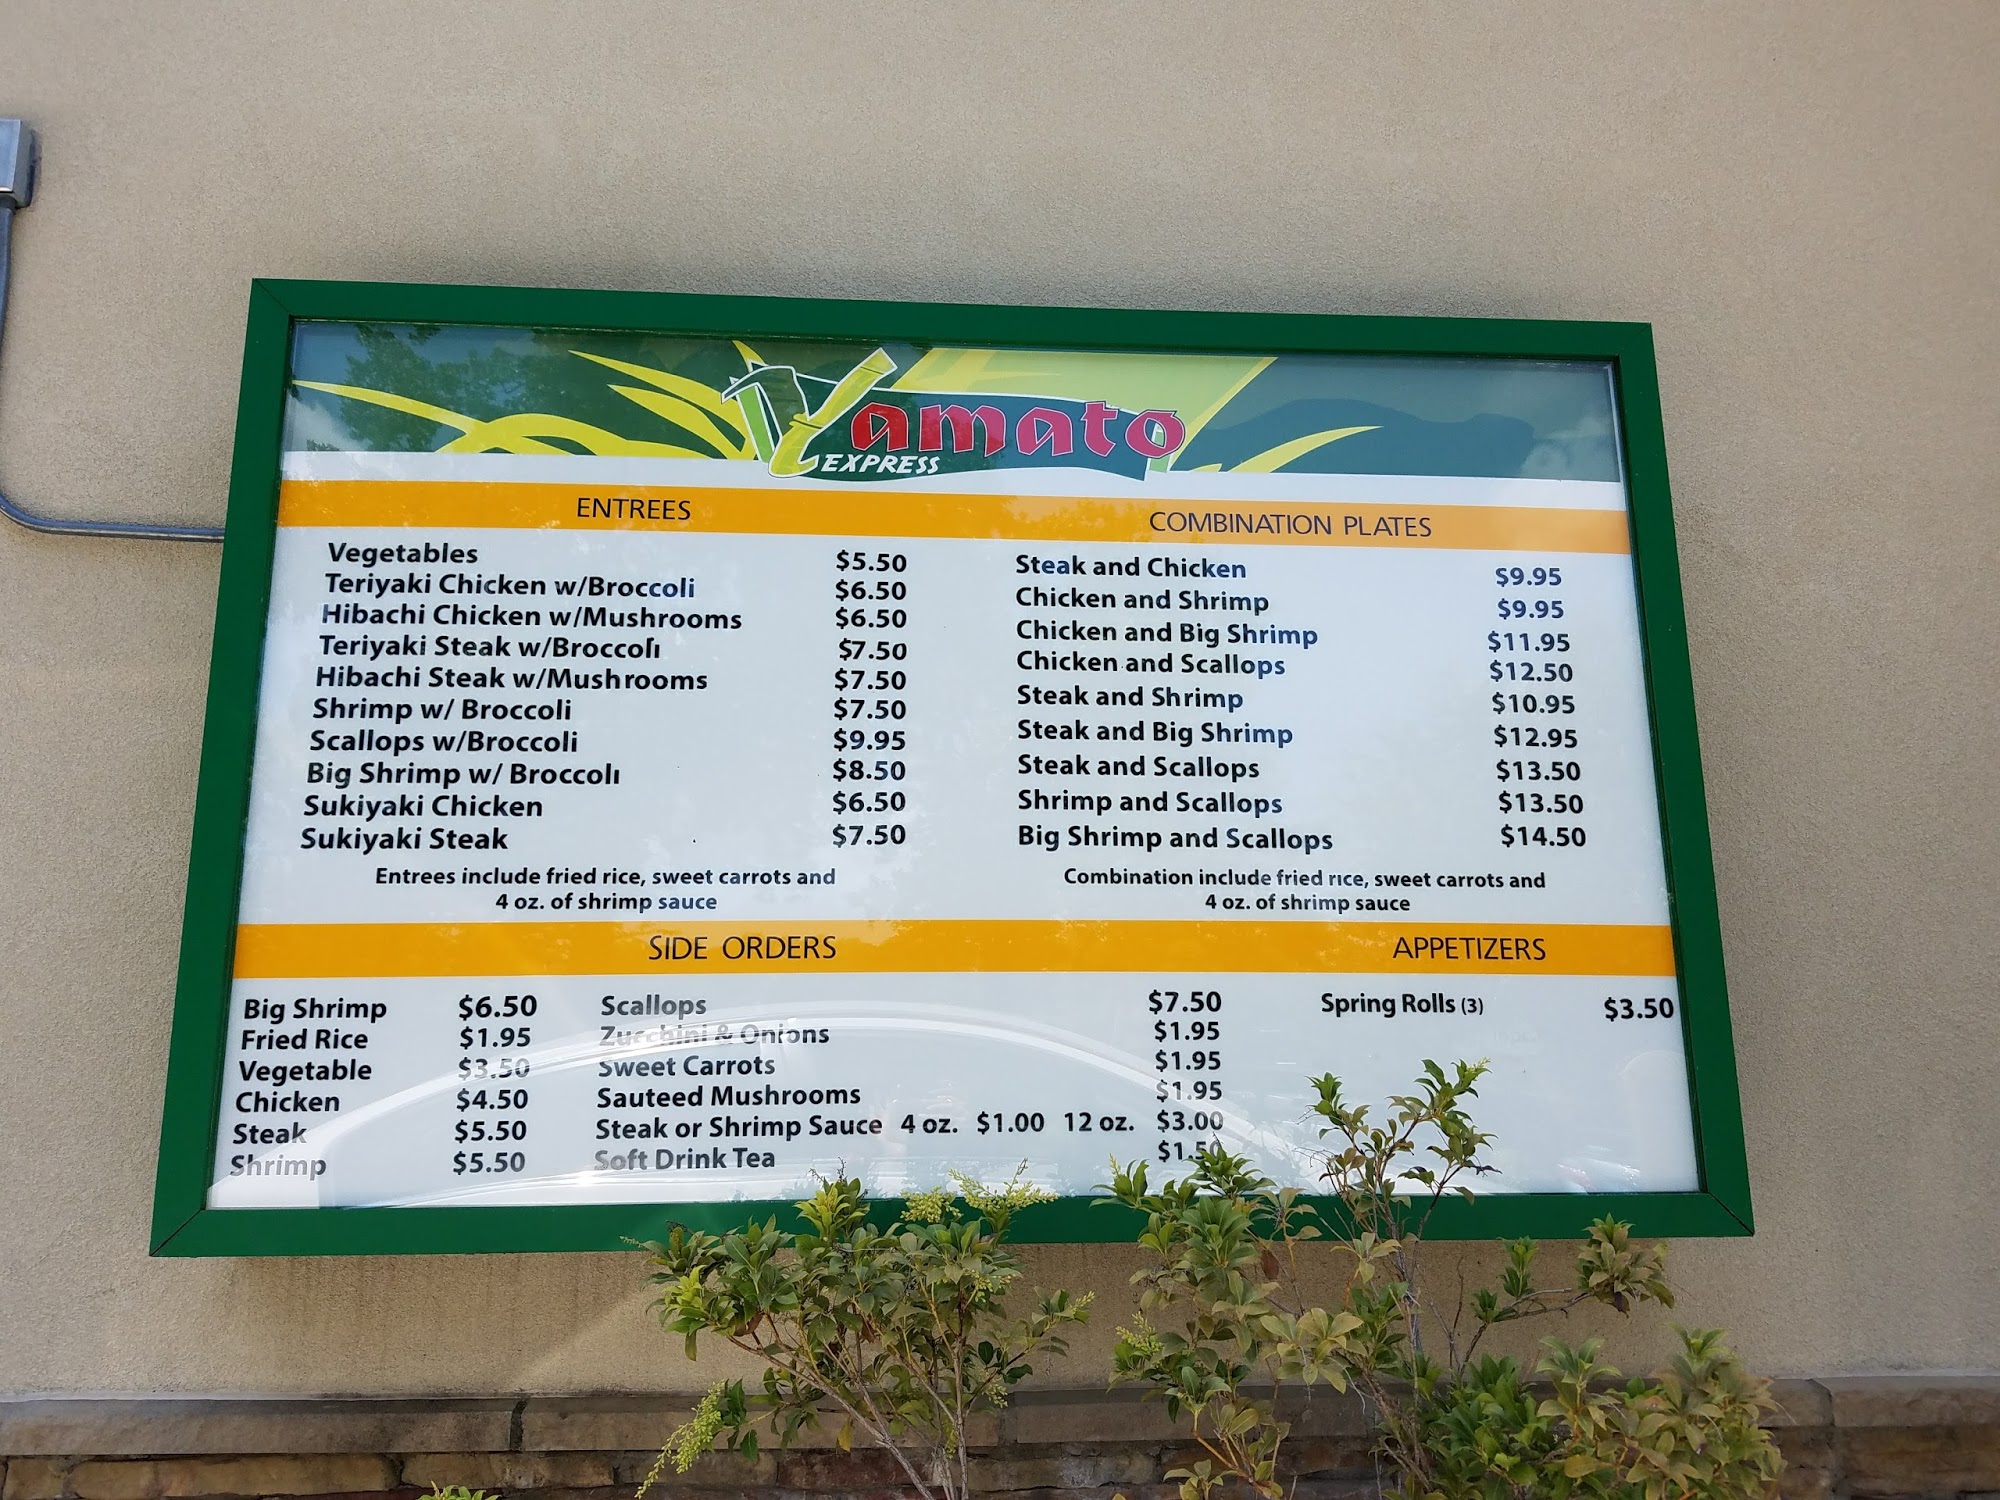 Yamato
EXPRESS
ENTREES
Vegetables $5.50
Teriyaki Chicken w/Broccoli $6.50
Hibachi Chicken w/Mushrooms $6.50
Teriyaki Steak w/Broccoli $7.50
Hibachi Steak w/Mushrooms $7.50
Shrimp w/ Broccoli $7.50
Scallops w/Broccoli $9.95
Big Shrimp w/ Broccoli $8.50
Sukiyaki Chicken $6.50
Sukiyaki Steak $7.50
Entrees include fried rice, sweet carrots and
4 oz. of shrimp sauce
COMBINATION PLATES
Steak and Chicken $9.95
Chicken and Shrimp $9.95
Chicken and Big Shrimp $11.95
Chicken and Scallops $12.50
Steak and Shrimp $10.95
Steak and Big Shrimp $12.95
Steak and Scallops $13.50
Shrimp and Scallops $13.50
Big Shrimp and Scallops $14.50
Combination include fried rice, sweet carrots and
4 oz. of shrimp sauce
SIDE ORDERS
Big Shrimp $6.50
Fried Rice $1.95
Vegetable $3.50
Chicken $4.50
Steak $5.50
Shrimp $5.50
Scallops $7.50
Zucchini & Onions $1.95
Sweet Carrots $1.95
Sauteed Mushrooms $1.95
Steak or Shrimp Sauce 4 oz. $1.00 12 oz. $3.00
Soft Drink Tea $1.50
APPETIZERS
Spring Rolls (3) $3.50